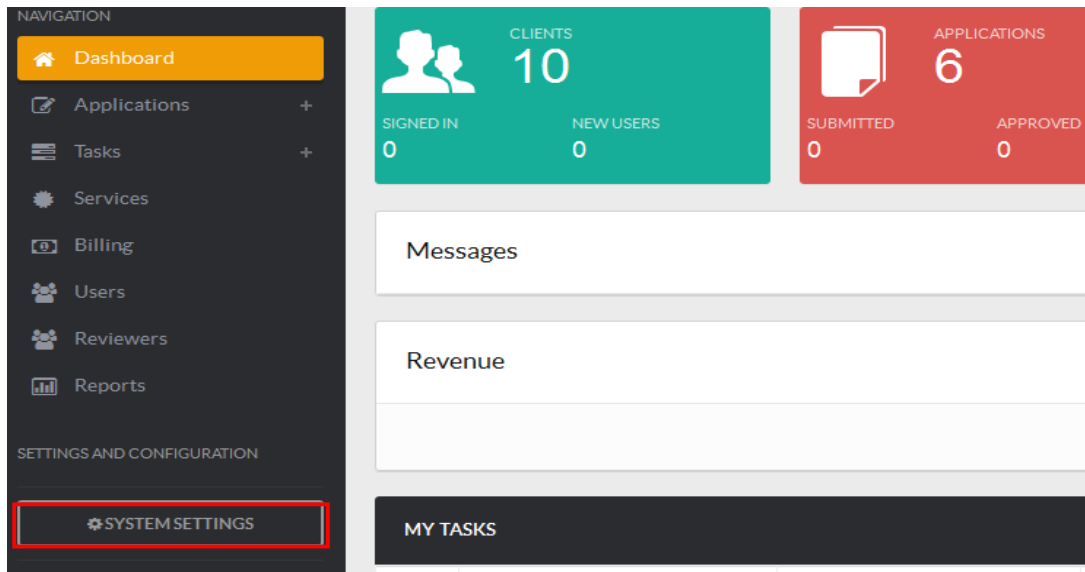 NAVIGATION
Dashboard
Applications +
Tasks +
Services
Billing
Users
Reviewers
Reports
SETTINGS AND CONFIGURATION
SYSTEM SETTINGS
CLIENTS
10
SIGNED IN NEW USERS
0 0
APPLICATIONS
6
SUBMITTED APPROVED
0 0
Messages
Revenue
MY TASKS